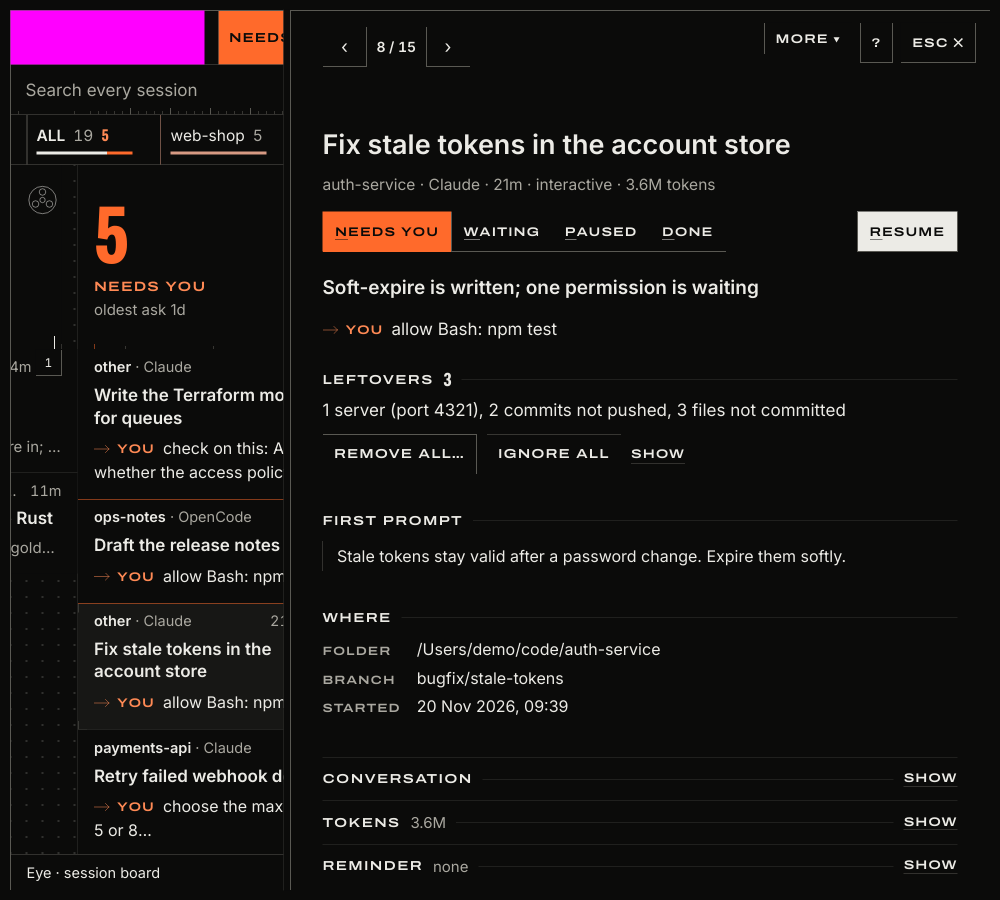 NEEDS
Search every session
ALL 19 5
web-shop 5
5
NEEDS YOU
oldest ask 1d
4m 1
re in; ...
. 11m
Rust
gold...
other · Claude
Write the Terraform mo
for queues
→ YOU check on this: A
whether the access polic
ops-notes · OpenCode
Draft the release notes
→ YOU allow Bash: npm
other · Claude 21
Fix stale tokens in the
account store
→ YOU allow Bash: npm
payments-api · Claude
Retry failed webhook d
→ YOU choose the max
5 or 8...
Eye · session board
‹ 8 / 15 ›
MORE ▾
?
ESC ✕
Fix stale tokens in the account store
auth-service · Claude · 21m · interactive · 3.6M tokens
NEEDS YOU WAITING PAUSED DONE
RESUME
Soft-expire is written; one permission is waiting
→ YOU allow Bash: npm test
LEFTOVERS 3
1 server (port 4321), 2 commits not pushed, 3 files not committed
REMOVE ALL... IGNORE ALL SHOW
FIRST PROMPT
Stale tokens stay valid after a password change. Expire them softly.
WHERE
FOLDER /Users/demo/code/auth-service
BRANCH bugfix/stale-tokens
STARTED 20 Nov 2026, 09:39
CONVERSATION SHOW
TOKENS 3.6M SHOW
REMINDER none SHOW